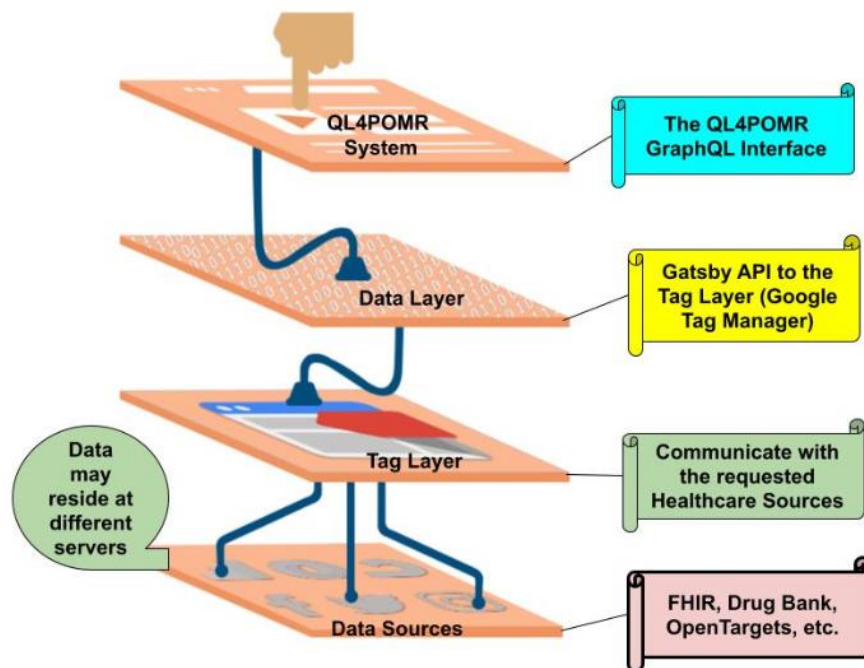 QL4POMR
System
The QL4POMR
GraphQL Interface
Data Layer
Gatsby API to the
Tag Layer (Google
Tag Manager)
Tag Layer
Communicate with
the requested
Healthcare Sources
Data
may
reside at
different
servers
Data Sources
FHIR, Drug Bank,
OpenTargets, etc.